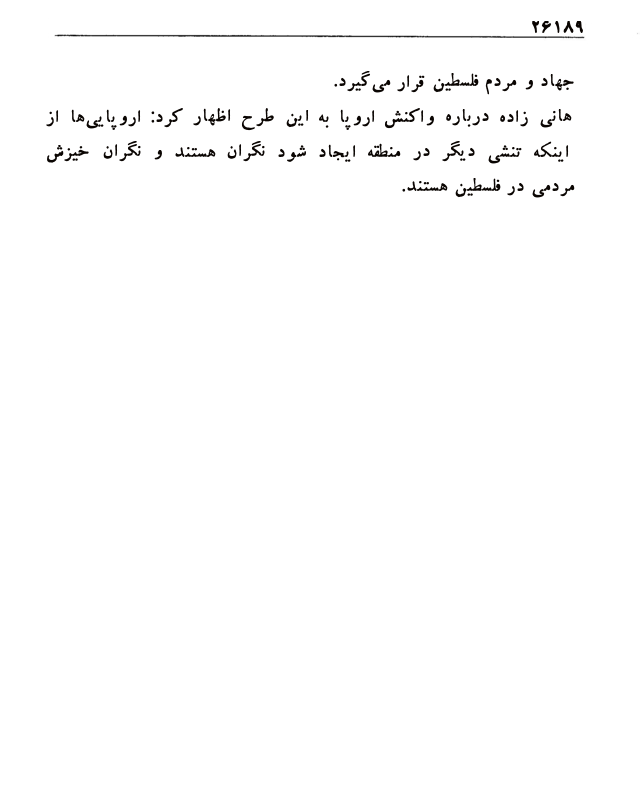 ۲۶۱۸۹
جهاد و مردم فلسطین قرار می‌گیرد.
هانی زاده درباره واکنش اروپا به این طرح اظهار کرد: اروپایی‌ها از
اینکه تنشی دیگر در منطقه ایجاد شود نگران هستند و نگران خیزش
مردمی در فلسطین هستند.